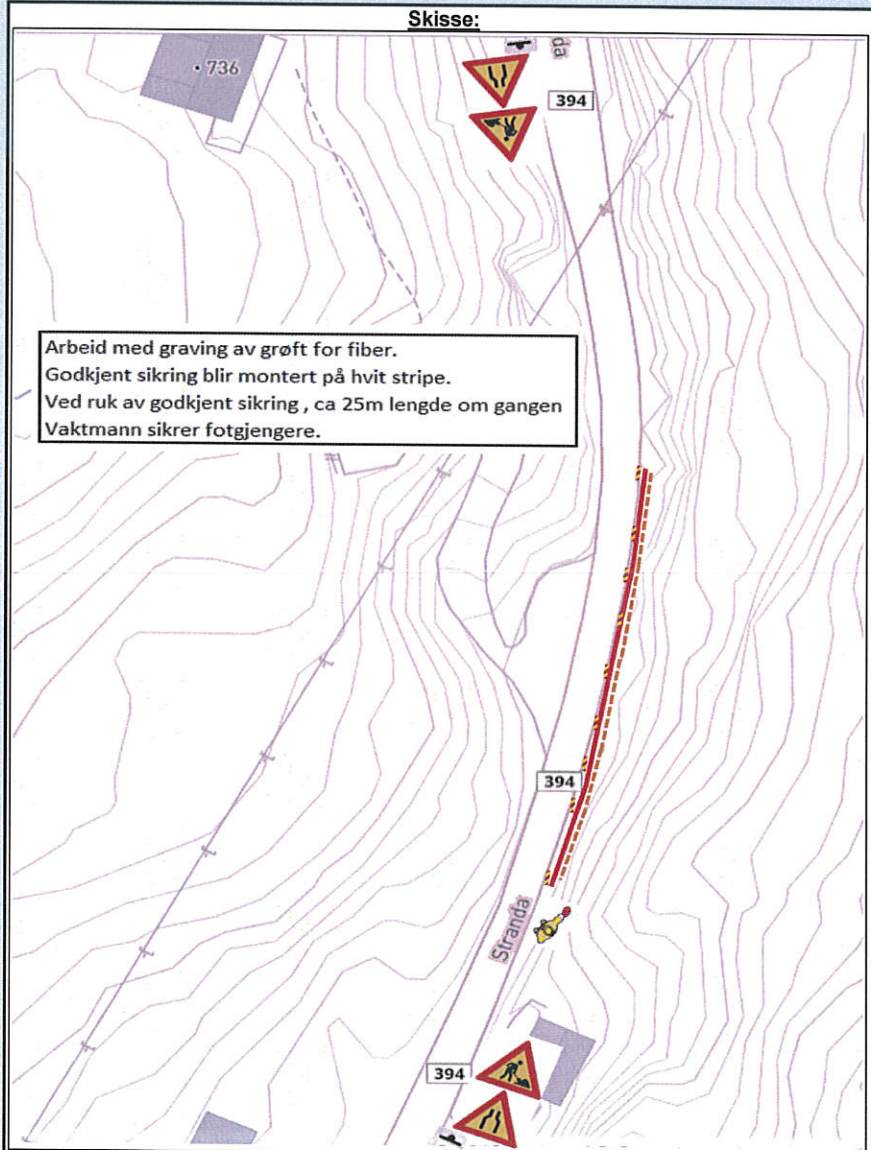 Skisse:
736
da
394
Arbeid med graving av grøft for fiber.
Godkjent sikring blir montert på hvit stripe.
Ved ruk av godkjent sikring , ca 25m lengde om gangen
Vaktmann sikrer fotgjengere.
394
Stranda
394